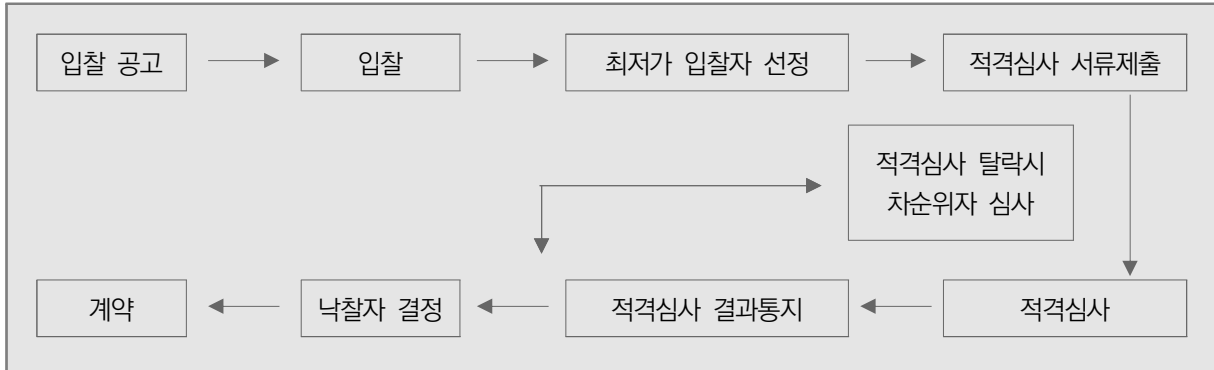 입찰 공고
입찰
최저가 입찰자 선정
적격심사 서류제출
적격심사 탈락시
차순위자 심사
적격심사
적격심사 결과통지
낙찰자 결정
계약